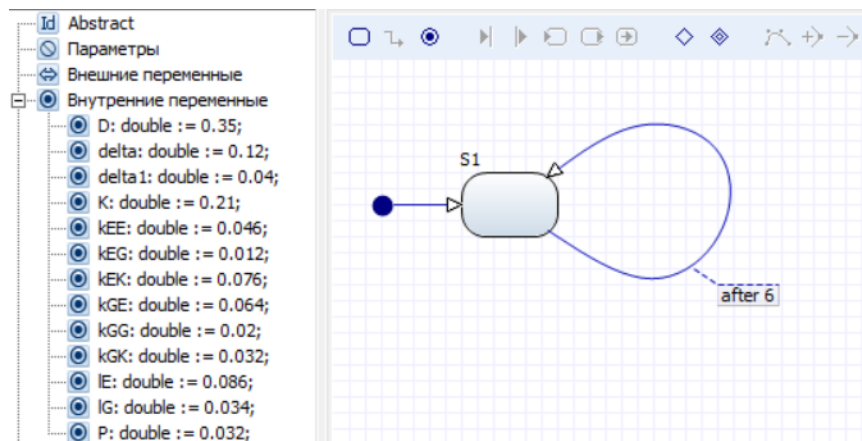 Abstract
Параметры
Внешние переменные
Внутренние переменные
D: double := 0.35;
delta: double := 0.12;
delta1: double := 0.04;
K: double := 0.21;
kEE: double := 0.046;
kEG: double := 0.012;
kEK: double := 0.076;
kGE: double := 0.064;
kGG: double := 0.02;
kGK: double := 0.032;
lE: double := 0.086;
lG: double := 0.034;
P: double := 0.032;
S1
after 6